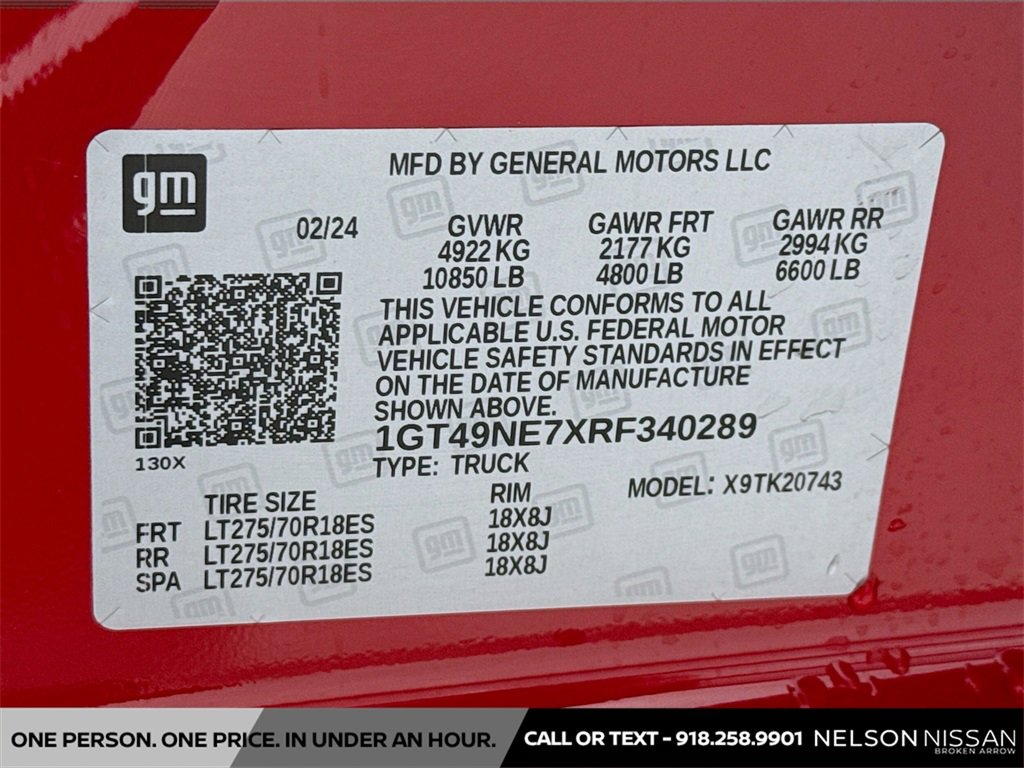 gm
MFD BY GENERAL MOTORS LLC
02/24
GVWR GAWR FRT GAWR RR
4922 KG 2177 KG 2994 KG
10850 LB 4800 LB 6600 LB
THIS VEHICLE CONFORMS TO ALL
APPLICABLE U.S. FEDERAL MOTOR
VEHICLE SAFETY STANDARDS IN EFFECT
ON THE DATE OF MANUFACTURE
SHOWN ABOVE.
1GT49NE7XRF340289
130X
TYPE: TRUCK
MODEL: X9TK20743
TIRE SIZE RIM
FRT LT275/70R18ES 18X8J
RR LT275/70R18ES 18X8J
SPA LT275/70R18ES 18X8J
ONE PERSON. ONE PRICE. IN UNDER AN HOUR.
CALL OR TEXT - 918.258.9901
NELSON NISSAN
BROKEN ARROW